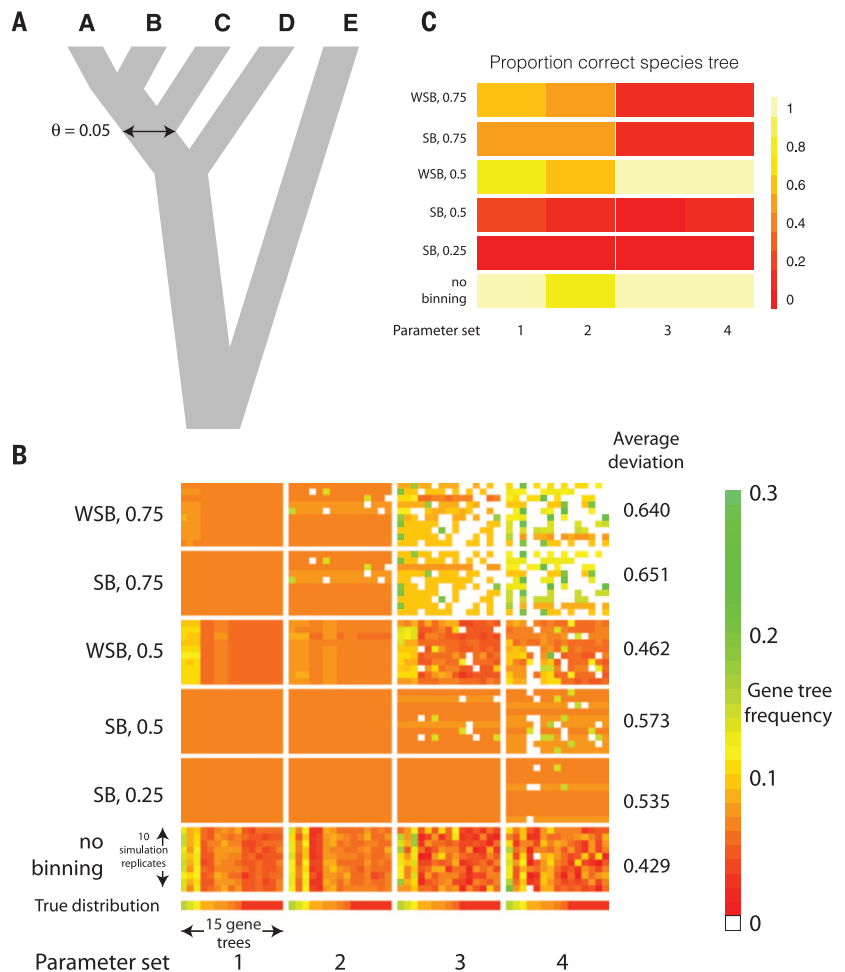 A
A B C D E
θ = 0.05
C
Proportion correct species tree
WSB, 0.75
SB, 0.75
WSB, 0.5
SB, 0.5
SB, 0.25
no
binning
Parameter set 1 2 3 4
1
0.8
0.6
0.4
0.2
0
B
Average
deviation
WSB, 0.75 0.640
SB, 0.75 0.651
WSB, 0.5 0.462
SB, 0.5 0.573
SB, 0.25 0.535
no
binning
10
simulation
replicates
0.429
True distribution
15 gene
trees
Parameter set 1 2 3 4
0.3
0.2
Gene tree
frequency
0.1
0